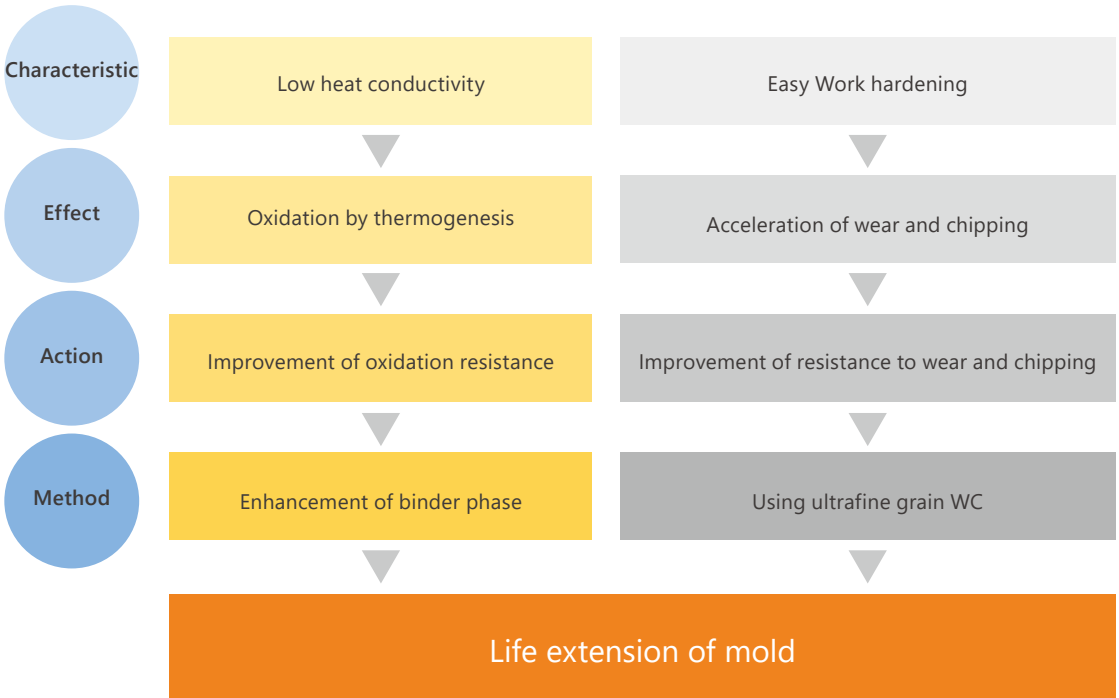 Characteristic
Low heat conductivity
Easy Work hardening
Effect
Oxidation by thermogenesis
Acceleration of wear and chipping
Action
Improvement of oxidation resistance
Improvement of resistance to wear and chipping
Method
Enhancement of binder phase
Using ultrafine grain WC
Life extension of mold